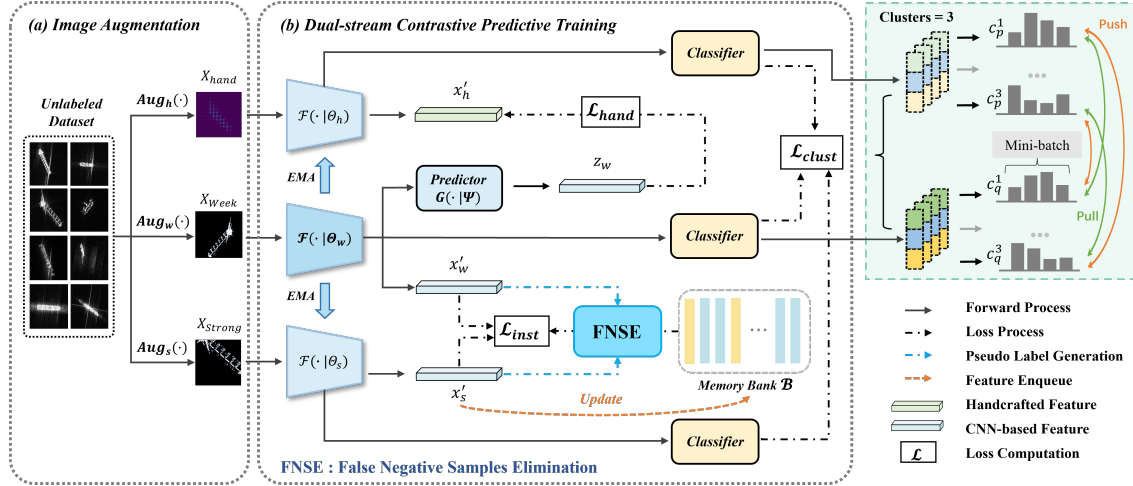 (a) Image Augmentation
Unlabeled
Dataset
Aug_h(·)
X_hand
Aug_w(·)
X_Week
Aug_s(·)
X_Strong
(b) Dual-stream Contrastive Predictive Training
F(·|θ_h)
EMA
F(·|Θ_w)
EMA
F(·|θ_s)
x'_h
L_hand
Predictor
G(·|Ψ)
z_w
Classifier
Classifier
Classifier
L_clust
x'_w
L_inst
x'_s
FNSE
Memory Bank B
Update
FNSE : False Negative Samples Elimination
Clusters = 3
C_p^1
Push
...
C_p^3
Mini-batch
C_q^1
Pull
...
C_q^3
Forward Process
Loss Process
Pseudo Label Generation
Feature Enqueue
Handcrafted Feature
CNN-based Feature
L
Loss Computation